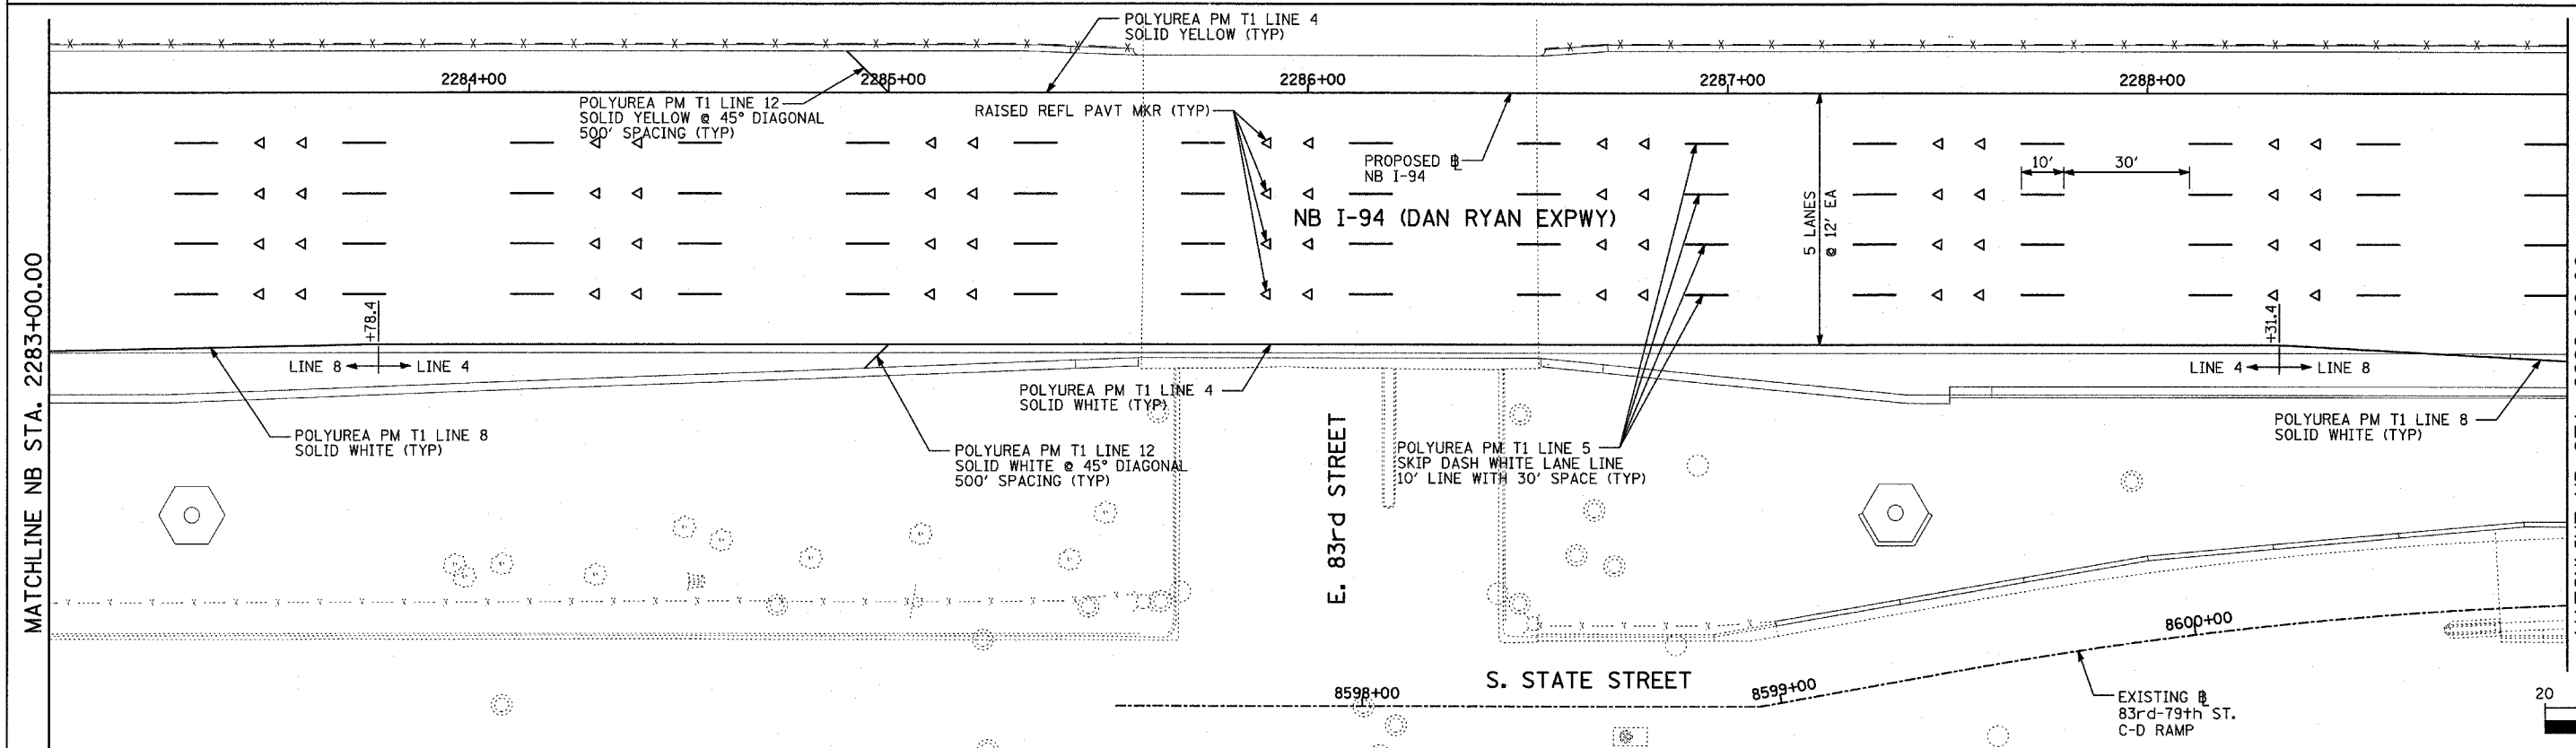 POLYUREA PM T1 LINE 4
SOLID YELLOW (TYP)
2284+00
2285+00
2286+00
2287+00
2288+00
POLYUREA PM T1 LINE 12
SOLID YELLOW @ 45° DIAGONAL
500' SPACING (TYP)
RAISED REFL PAVT MKR (TYP)
PROPOSED B
NB I-94
10'
30'
5 LANES
@ 12' EA
NB I-94 (DAN RYAN EXPWY)
MATCHLINE NB STA. 2283+00.00
+78.4
LINE 8
LINE 4
+31.4
LINE 4
LINE 8
POLYUREA PM T1 LINE 4
SOLID WHITE (TYP)
POLYUREA PM T1 LINE 8
SOLID WHITE (TYP)
POLYUREA PM T1 LINE 12
SOLID WHITE @ 45° DIAGONAL
500' SPACING (TYP)
E. 83rd STREET
POLYUREA PM T1 LINE 5
SKIP DASH WHITE LANE LINE
10' LINE WITH 30' SPACE (TYP)
POLYUREA PM T1 LINE 8
SOLID WHITE (TYP)
S. STATE STREET
8598+00
8599+00
8600+00
EXISTING B
83rd-79th ST.
C-D RAMP
20